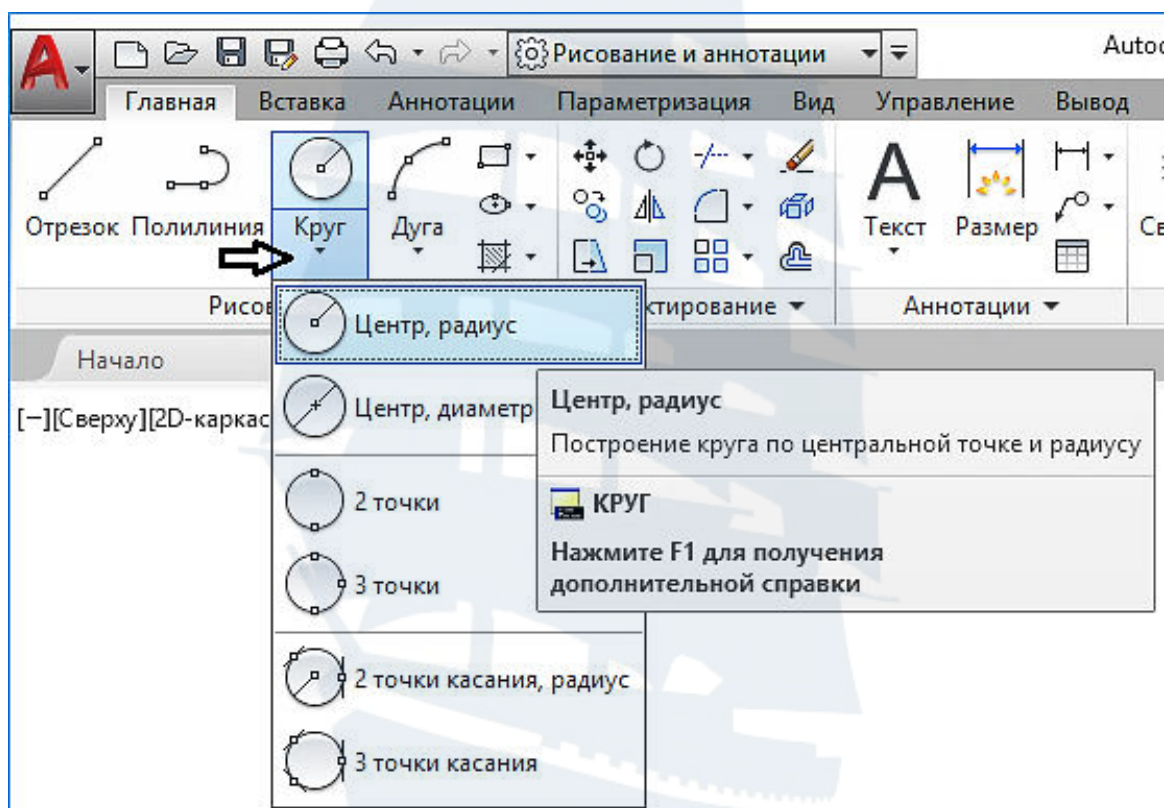 Рисование и аннотации
Autod
Главная Вставка Аннотации Параметризация Вид Управление Вывод
Отрезок Полилиния Круг Дуга Текст Размер Св
Рисов ктирование Аннотации
Центр, радиус
Начало
[−][Сверху][2D-каркас
Центр, диаметр
Центр, радиус
Построение круга по центральной точке и радиусу
2 точки
КРУГ
Нажмите F1 для получения
дополнительной справки
3 точки
2 точки касания, радиус
3 точки касания